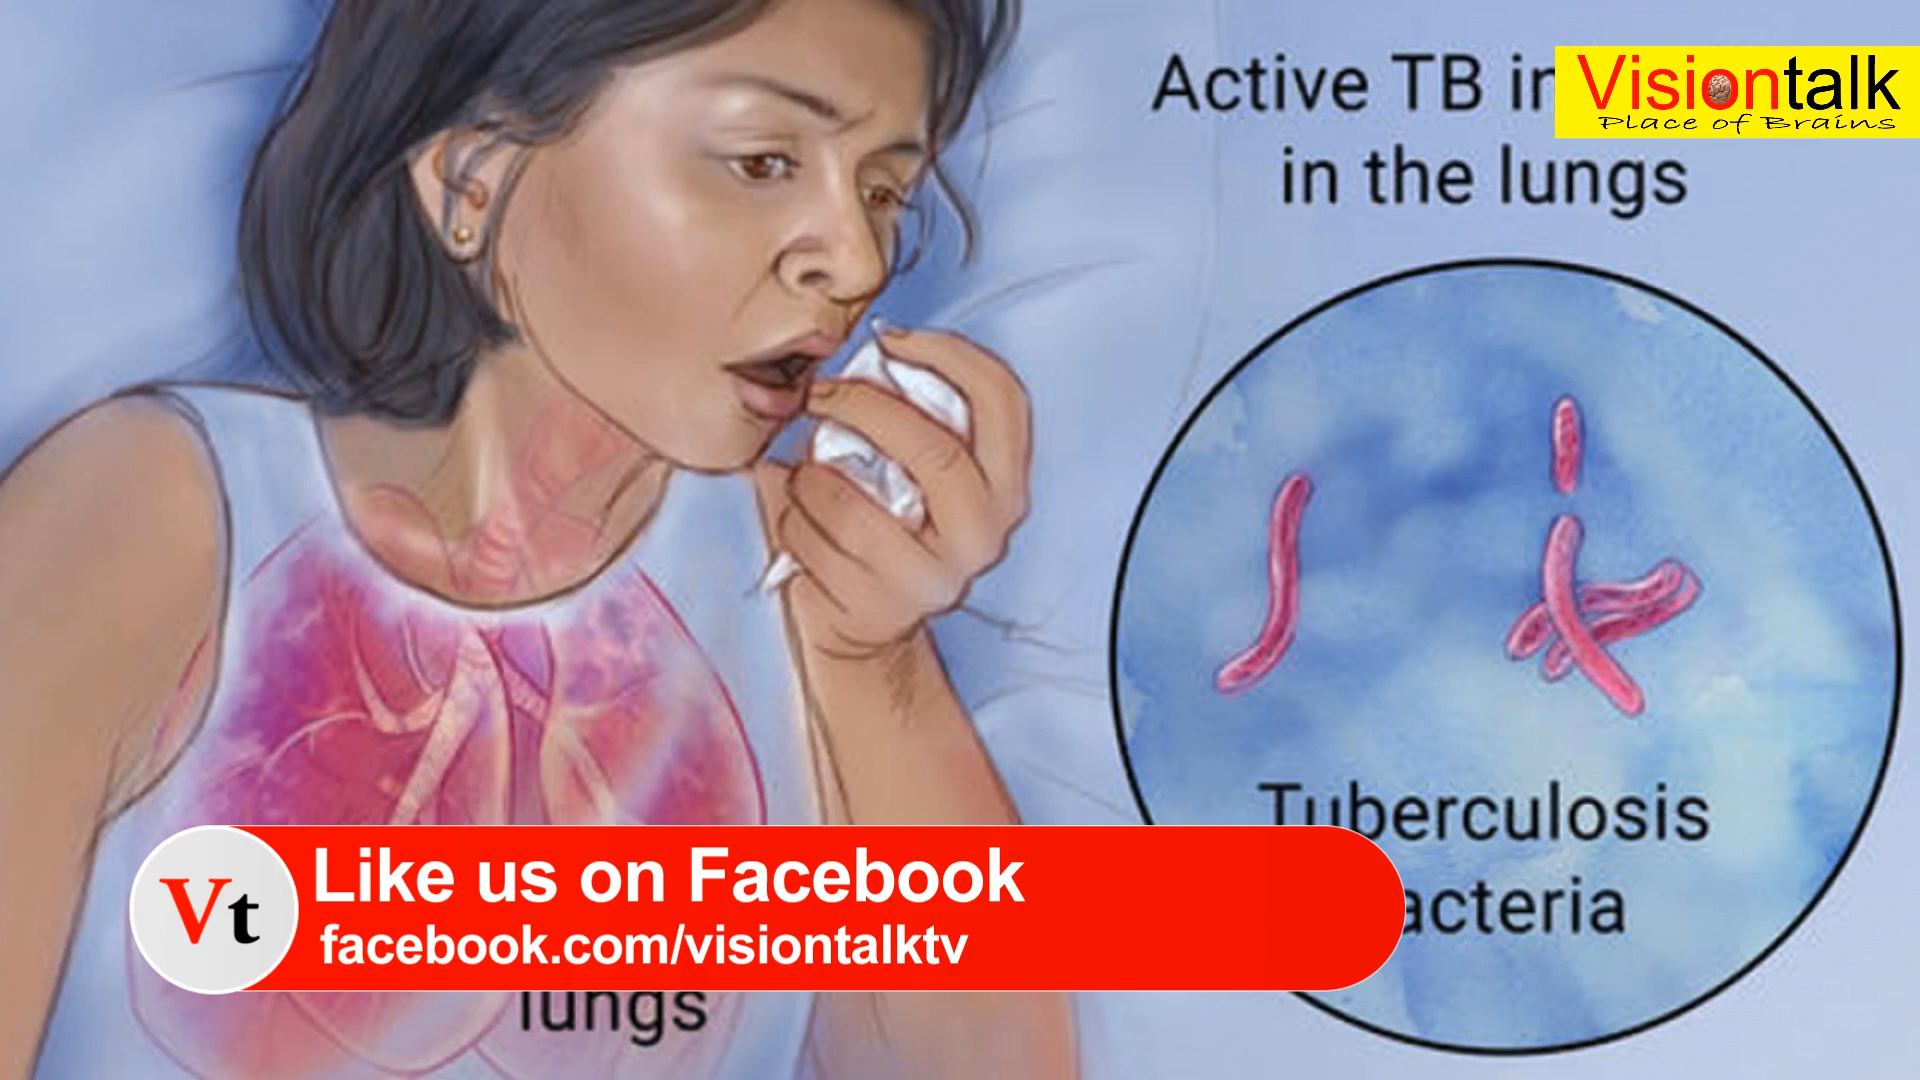 Active TB in
in the lungs
Visiontalk
Place of Brains
Tuberculosis
acteria
Vt
Like us on Facebook
facebook.com/visiontalktv
lungs